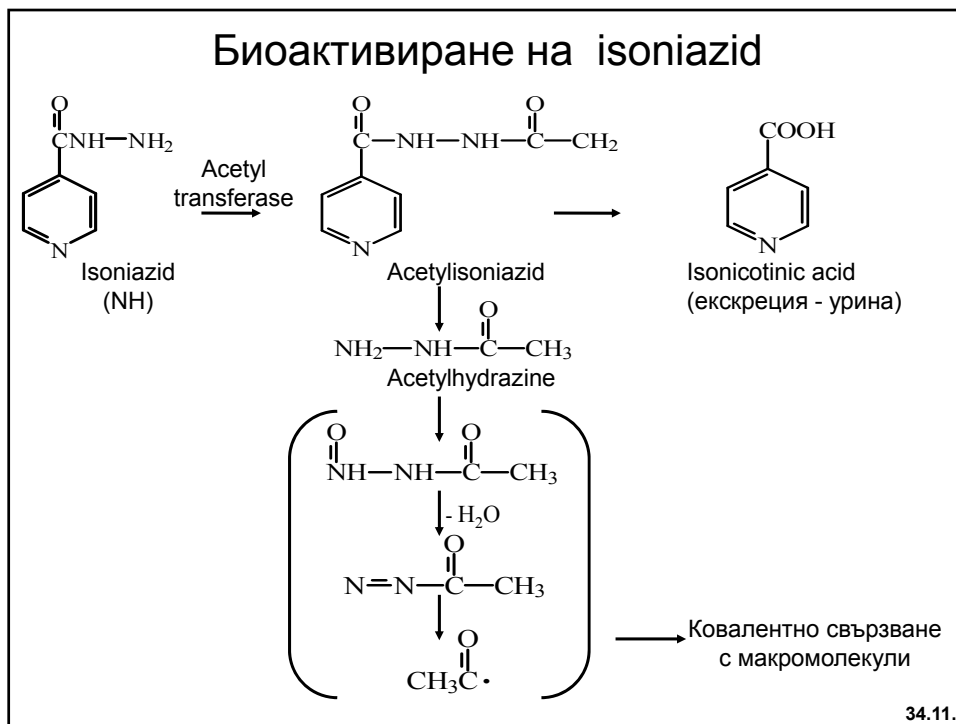 Биоактивиране на isoniazid
O
CNH—NH₂
N
Isoniazid
(NH)
Acetyl
transferase
O
C—NH—NH—C—CH₂
O
N
Acetylisoniazid
COOH
N
Isonicotinic acid
(екскреция - урина)
O
NH₂—NH—C—CH₃
Acetylhydrazine
O
O
NH—NH—C—CH₃
- H₂O
O
N=N—C—CH₃
O
CH₃C·
Ковалентно свързване
с макромолекули
34.11.